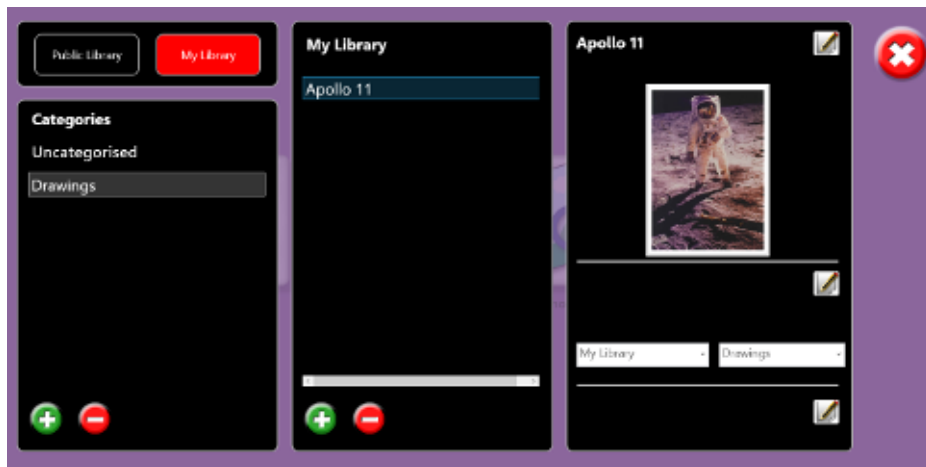 Public Library
My Library
Categories
Uncategorised
Drawings
My Library
Apollo 11
Apollo 11
My Library
Drawings